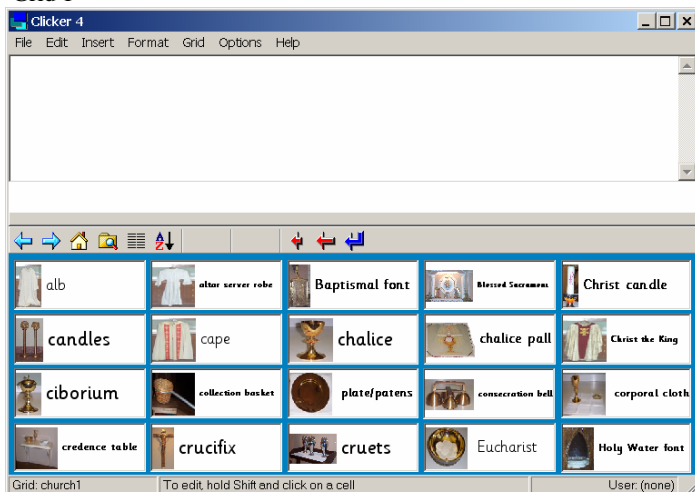 Clicker 4
File Edit Insert Format Grid Options Help
alb
altar server robe
Baptismal font
Blessed Sacrament
Christ candle
candles
cape
chalice
chalice pall
Christ the King
ciborium
collection basket
plate/patens
consecration bell
corporal cloth
credence table
crucifix
cruets
Eucharist
Holy Water font
Grid: church1 To edit, hold Shift and click on a cell User: (none)